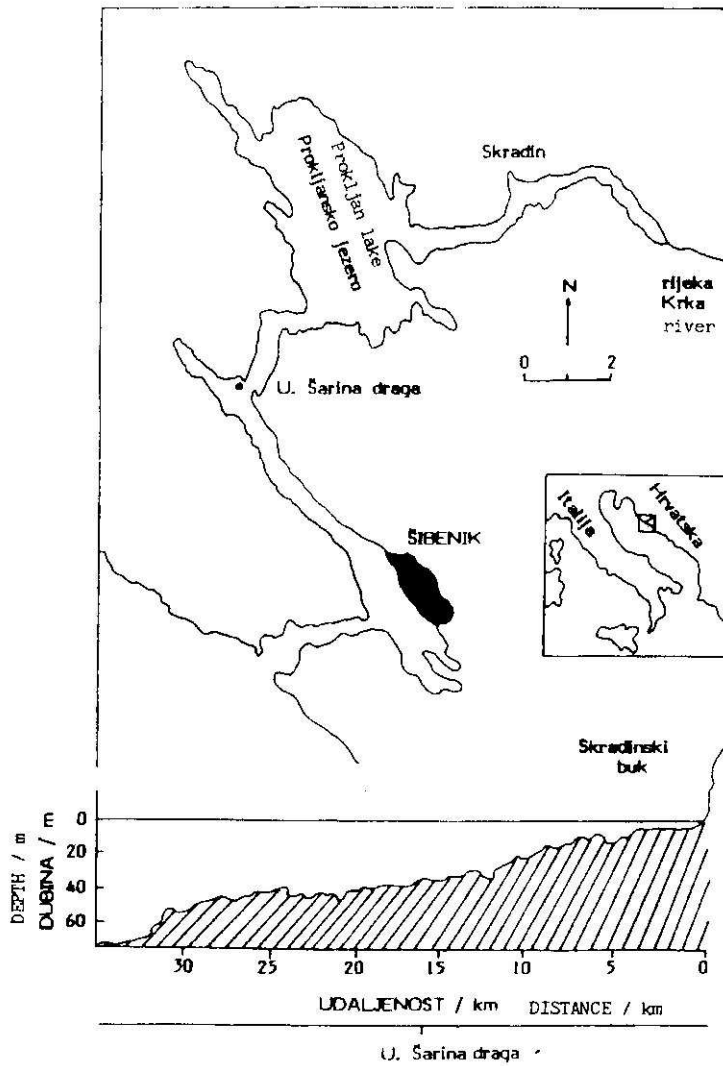 Skradin
Prokljan lake
Prokljansko jezero
rijeka
Krka
river
N
0 2
U. Šarina draga
Italija
Hrvatska
ŠIBENIK
Skradinski
buk
DEPTH / m
DUBINA / m
0
20
40
60
30 25 20 15 10 5 0
UDALJENOST / km DISTANCE / km
U. Šarina draga